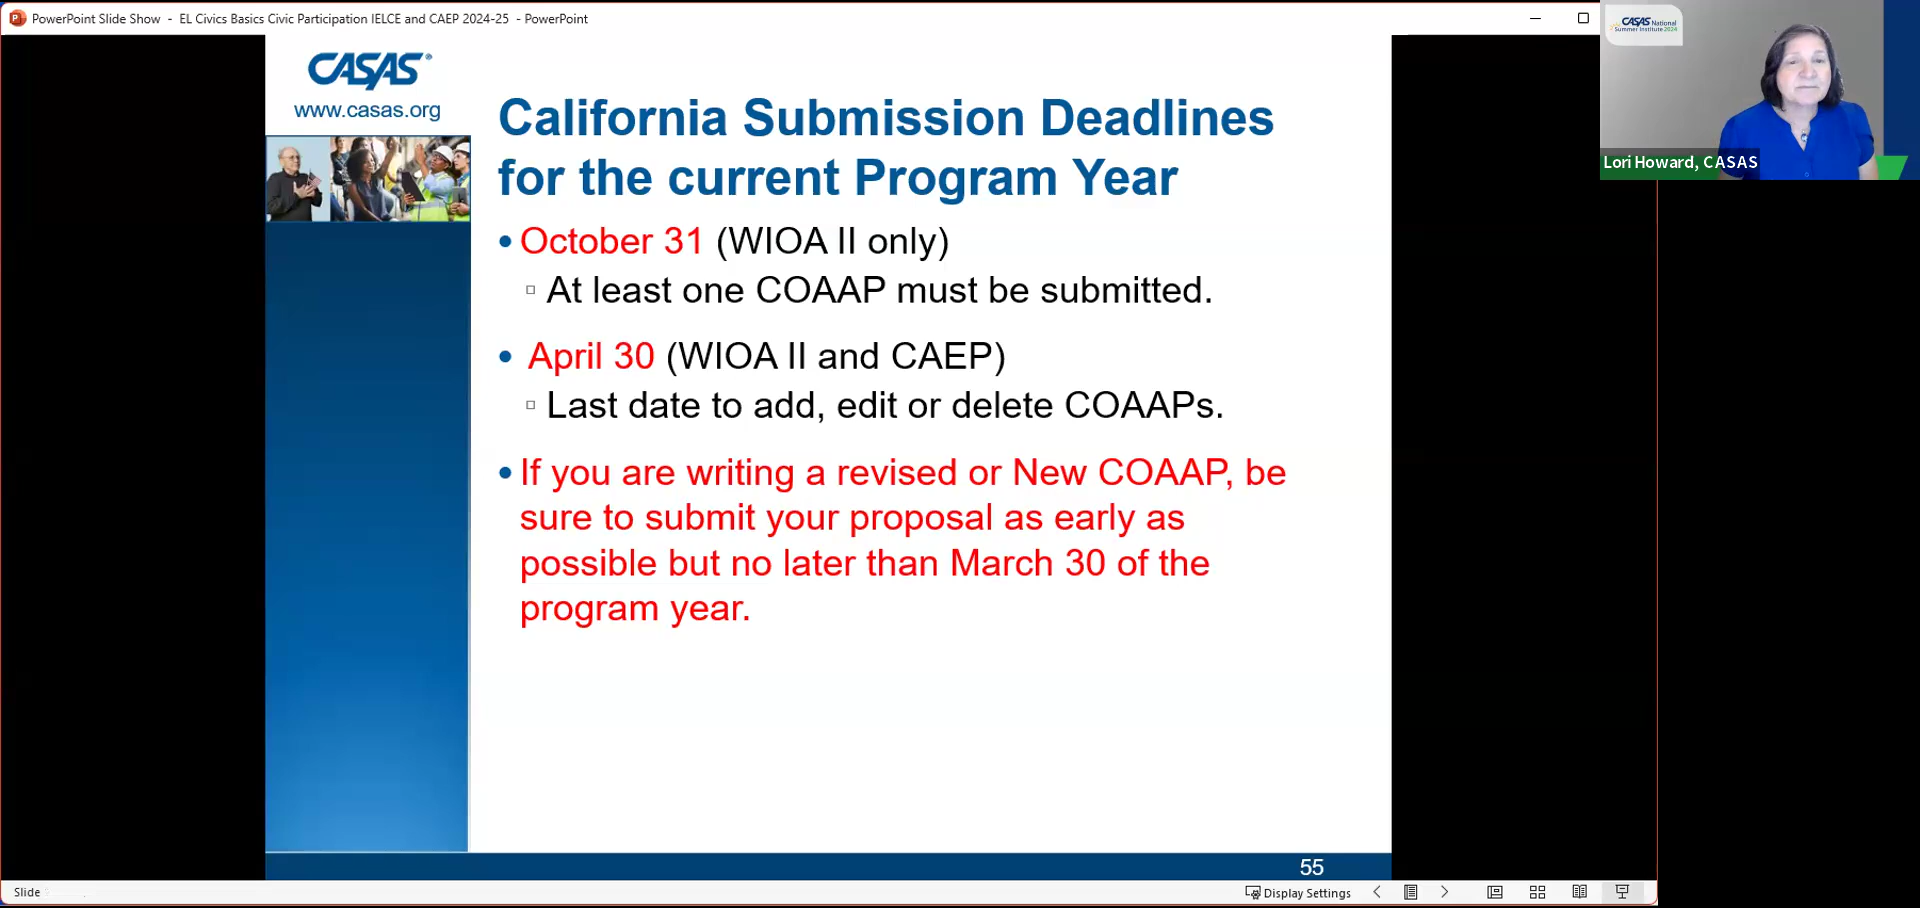 PowerPoint Slide Show - EL Civics Basics Civic Participation IELCE and CAEP 2024-25 - PowerPoint
CASAS National
Summer Institute 2024
Lori Howard, CASAS
CASAS®
www.casas.org
California Submission Deadlines
for the current Program Year
• October 31 (WIOA II only)
▫ At least one COAAP must be submitted.
• April 30 (WIOA II and CAEP)
▫ Last date to add, edit or delete COAAPs.
• If you are writing a revised or New COAAP, be
sure to submit your proposal as early as
possible but no later than March 30 of the
program year.
55
Slide
Display Settings